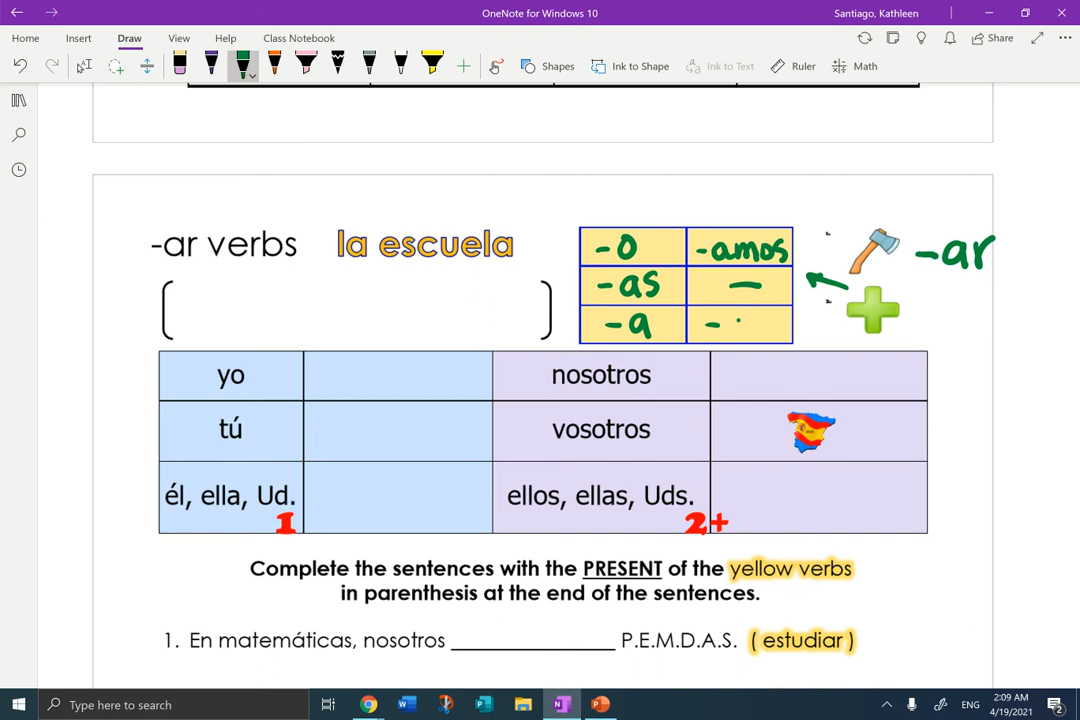 OneNote for Windows 10
Santiago, Kathleen
Home Insert Draw View Help Class Notebook
Share
Shapes Ink to Shape Ink to Text Ruler Math
-ar verbs la escuela
-o -amos
-as —
-a -
-ar
yo nosotros
tú vosotros
él, ella, Ud. ellos, ellas, Uds.
1 2+
Complete the sentences with the PRESENT of the yellow verbs
in parenthesis at the end of the sentences.
1. En matemáticas, nosotros _______________ P.E.M.D.A.S. ( estudiar )
Type here to search
ENG
2:09 AM
4/19/2021
2